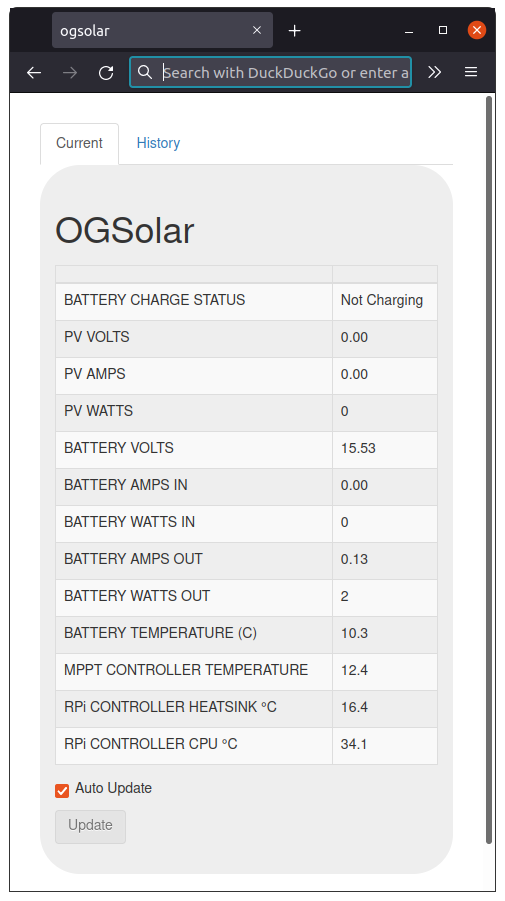 ogsolar
Search with DuckDuckGo or enter a
Current History
OGSolar
BATTERY CHARGE STATUS Not Charging
PV VOLTS 0.00
PV AMPS 0.00
PV WATTS 0
BATTERY VOLTS 15.53
BATTERY AMPS IN 0.00
BATTERY WATTS IN 0
BATTERY AMPS OUT 0.13
BATTERY WATTS OUT 2
BATTERY TEMPERATURE (C) 10.3
MPPT CONTROLLER TEMPERATURE 12.4
RPi CONTROLLER HEATSINK °C 16.4
RPi CONTROLLER CPU °C 34.1
Auto Update
Update